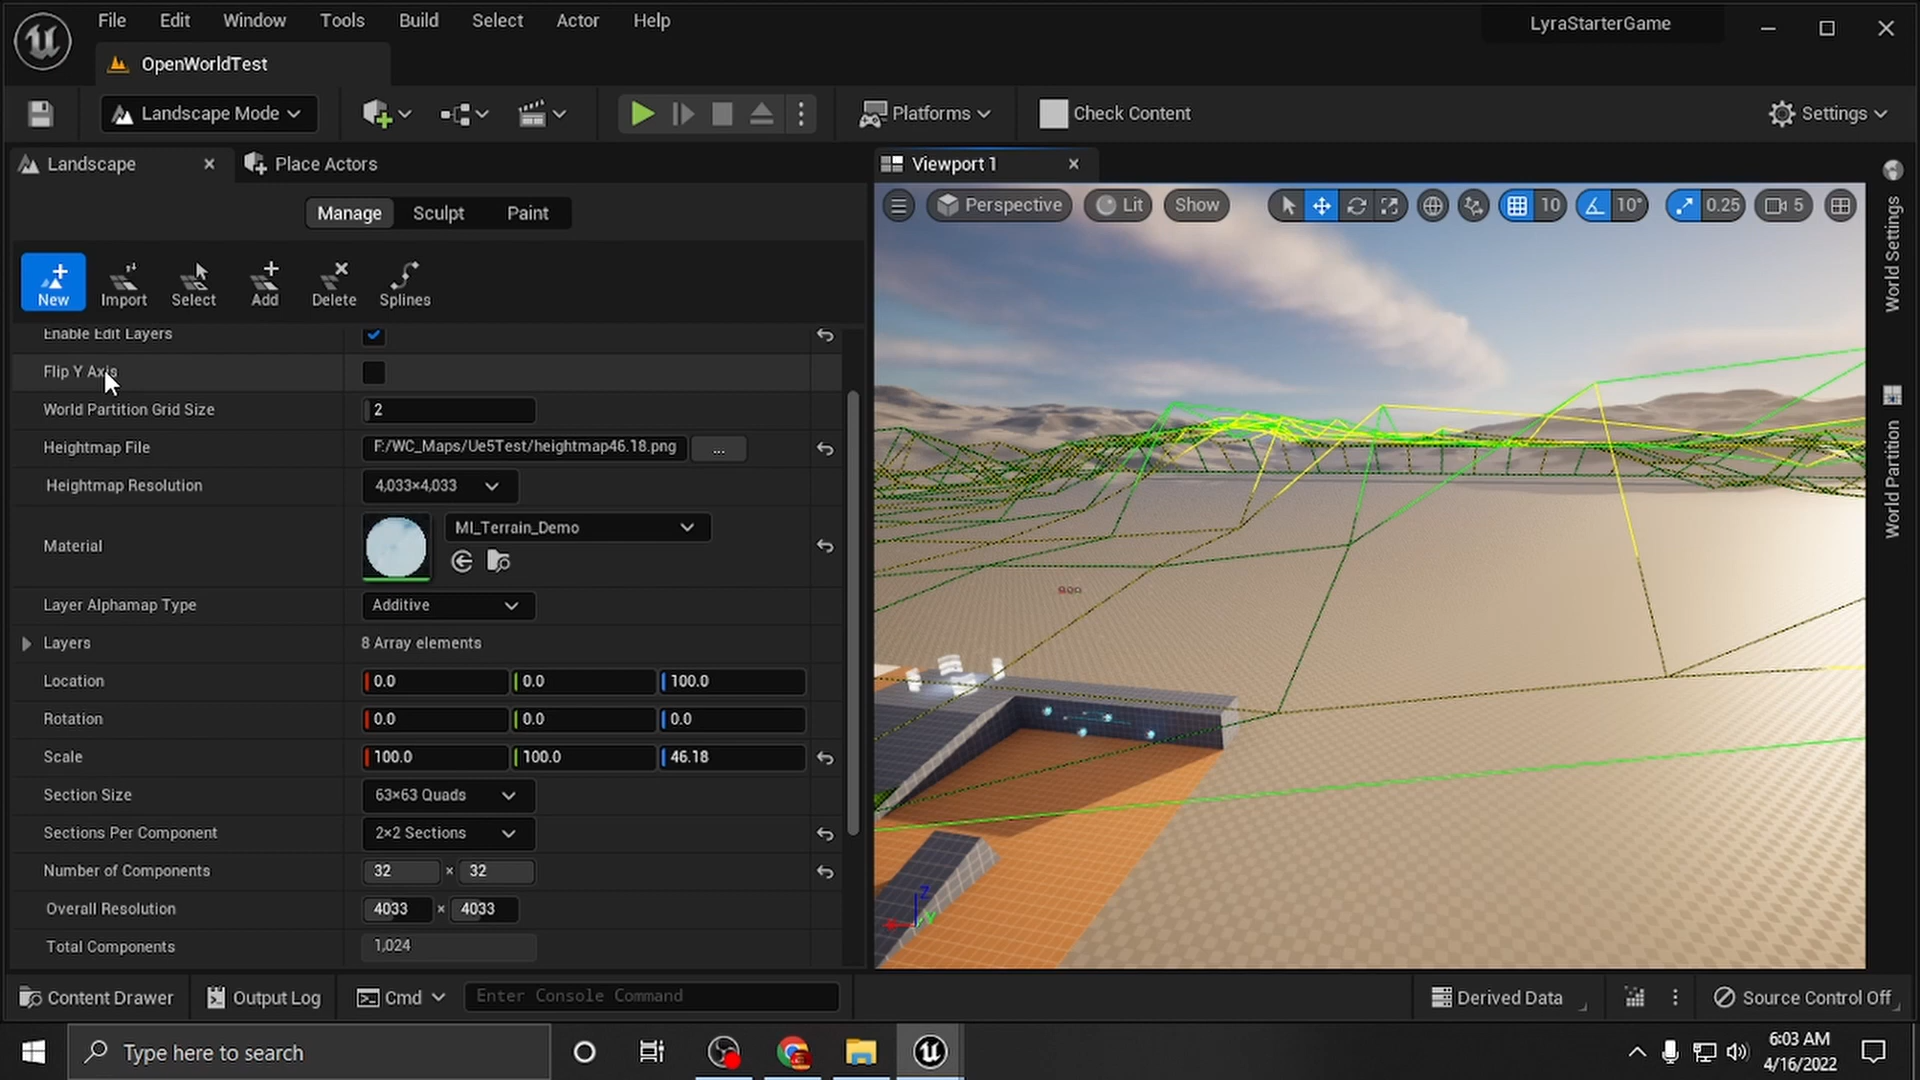 File Edit Window Tools Build Select Actor Help
LyraStarterGame
OpenWorldTest
Landscape Mode
Platforms
Check Content
Settings
Landscape
Place Actors
Manage Sculpt Paint
New Import Select Add Delete Splines
Enable Edit Layers
Flip Y Axis
World Partition Grid Size 2
Heightmap File F:/WC_Maps/Ue5Test/heightmap46.18.png ...
Heightmap Resolution 4,033×4,033
Material MI_Terrain_Demo
Layer Alphamap Type Additive
Layers 8 Array elements
Location 0.0 0.0 100.0
Rotation 0.0 0.0 0.0
Scale 100.0 100.0 46.18
Section Size 63×63 Quads
Sections Per Component 2×2 Sections
Number of Components 32 × 32
Overall Resolution 4033 × 4033
Total Components 1,024
Viewport 1
Perspective Lit Show 10 10° 0.25 5
Z
Y
World Settings
World Partition
Content Drawer Output Log Cmd Enter Console Command
Derived Data Source Control Off
Type here to search
6:03 AM
4/16/2022